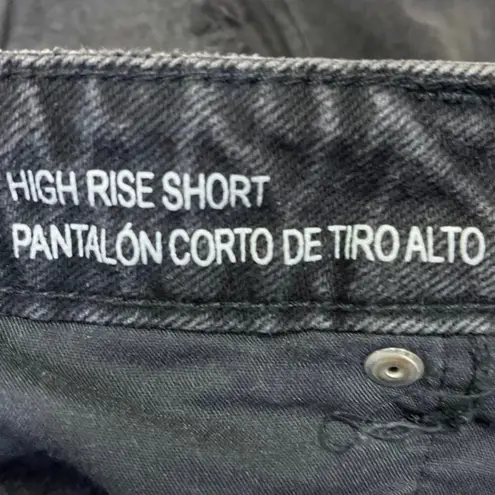 HIGH RISE SHORT
PANTALÓN CORTO DE TIRO ALTO